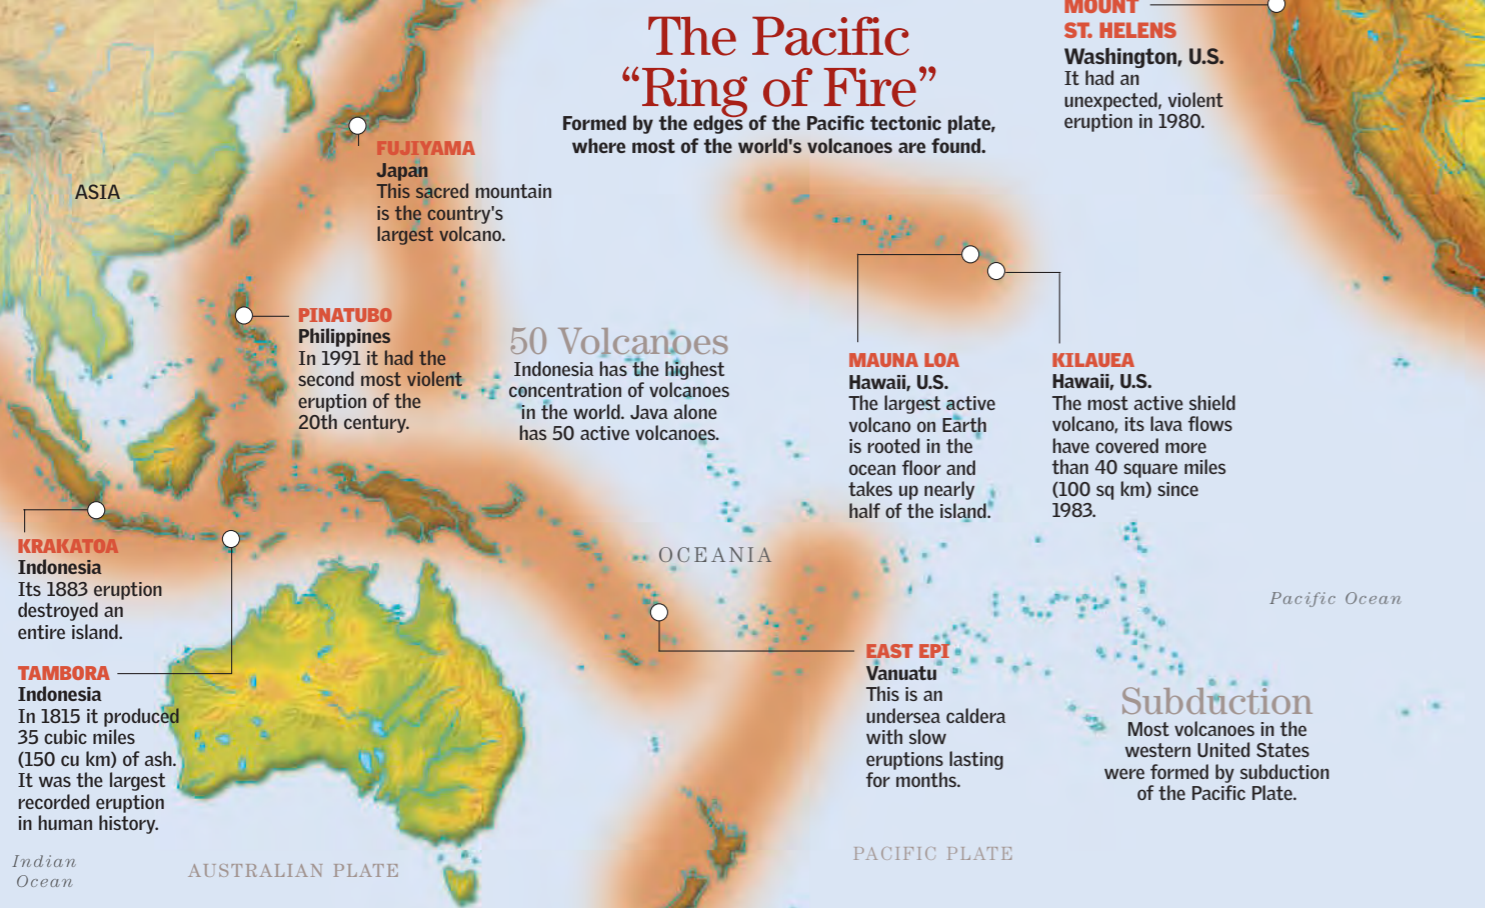 The Pacific
“Ring of Fire”
Formed by the edges of the Pacific tectonic plate,
where most of the world's volcanoes are found.
MOUNT
ST. HELENS
Washington, U.S.
It had an
unexpected, violent
eruption in 1980.
FUJIYAMA
Japan
This sacred mountain
is the country's
largest volcano.
ASIA
PINATUBO
Philippines
In 1991 it had the
second most violent
eruption of the
20th century.
50 Volcanoes
Indonesia has the highest
concentration of volcanoes
in the world. Java alone
has 50 active volcanoes.
MAUNA LOA
Hawaii, U.S.
The largest active
volcano on Earth
is rooted in the
ocean floor and
takes up nearly
half of the island.
KILAUEA
Hawaii, U.S.
The most active shield
volcano, its lava flows
have covered more
than 40 square miles
(100 sq km) since
1983.
KRAKATOA
Indonesia
Its 1883 eruption
destroyed an
entire island.
OCEANIA
Pacific Ocean
TAMBORA
Indonesia
In 1815 it produced
35 cubic miles
(150 cu km) of ash.
It was the largest
recorded eruption
in human history.
EAST EPI
Vanuatu
This is an
undersea caldera
with slow
eruptions lasting
for months.
Subduction
Most volcanoes in the
western United States
were formed by subduction
of the Pacific Plate.
Indian
Ocean
AUSTRALIAN PLATE
PACIFIC PLATE